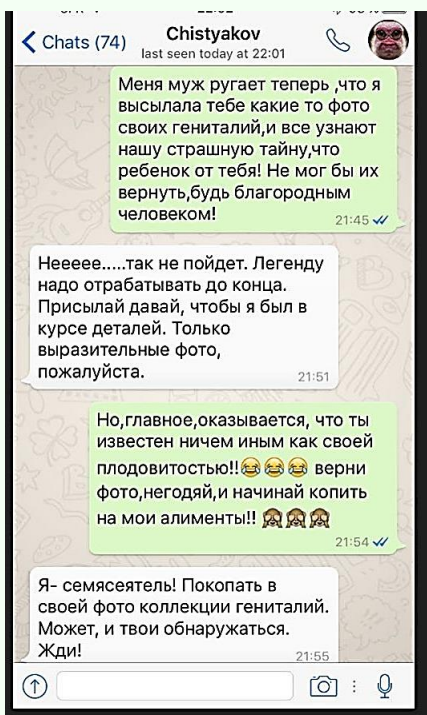 Chats (74)
Chistyakov
last seen today at 22:01
Меня муж ругает теперь ,что я
высылала тебе какие то фото
своих гениталий,и все узнают
нашу страшную тайну,что
ребенок от тебя! Не мог бы их
вернуть,будь благородным
человеком!
21:45
Неееее.....так не пойдет. Легенду
надо отрабатывать до конца.
Присылай давай, чтобы я был в
курсе деталей. Только
выразительные фото,
пожалуйста.
21:51
Но,главное,оказывается, что ты
известен ничем иным как своей
плодовитостью!!😂😂😂 верни
фото,негодяй,и начинай копить
на мои алименты!! 🙈🙈🙈
21:54
Я- семясеятель! Покопать в
своей фото коллекции гениталий.
Может, и твои обнаружаться.
Жди!
21:55